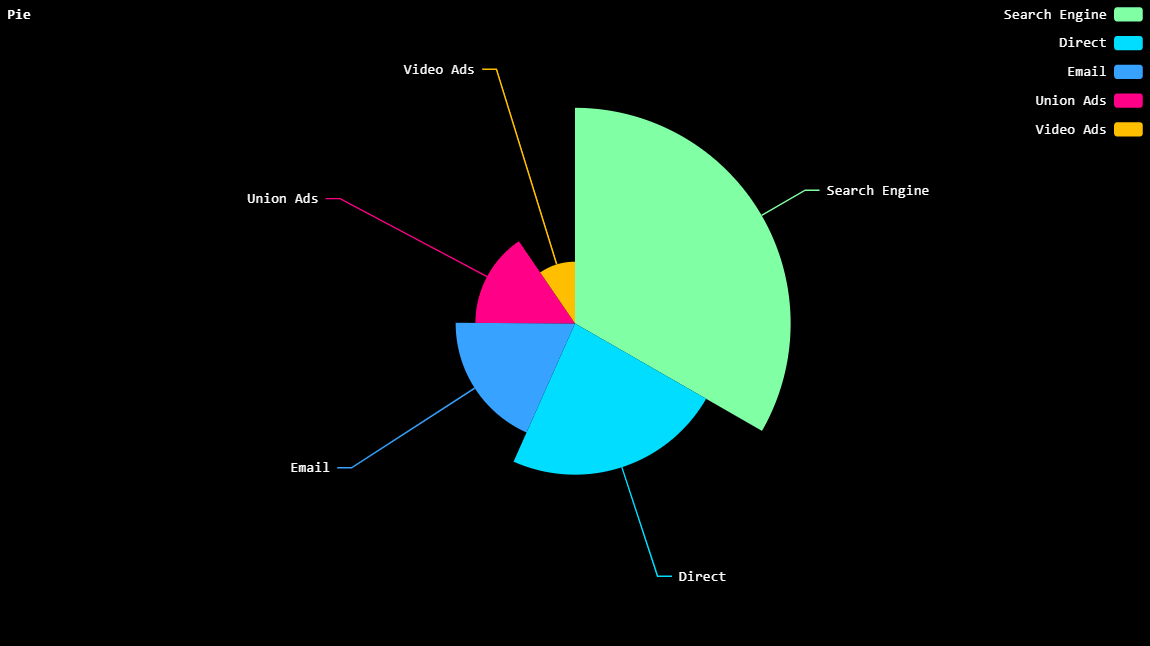 Pie
Search Engine
Direct
Email
Union Ads
Video Ads
Video Ads
Search Engine
Union Ads
Email
Direct